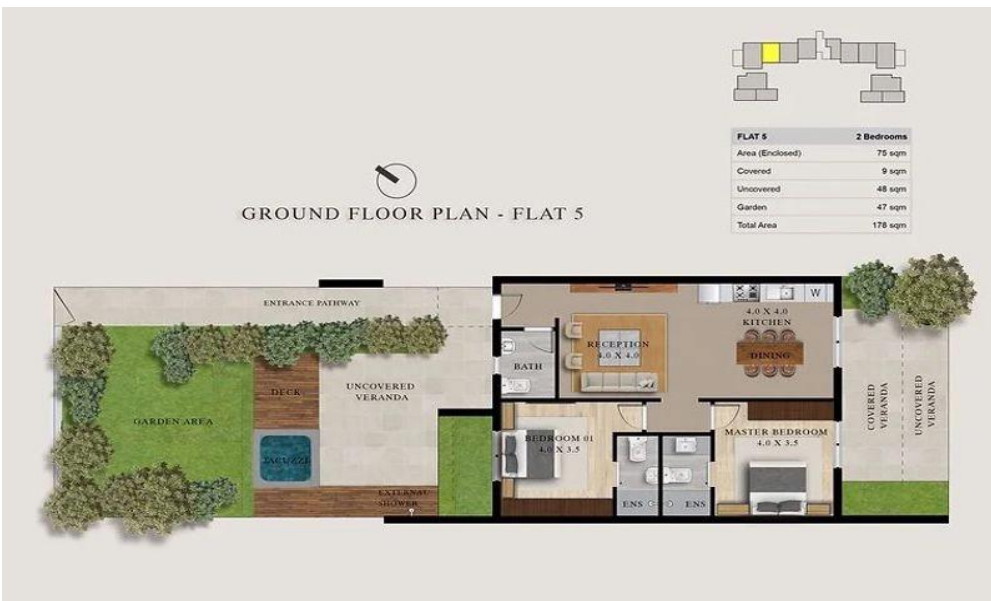 FLAT 5 2 Bedrooms
Area (Enclosed) 75 sqm
Covered 9 sqm
Uncovered 48 sqm
Garden 47 sqm
Total Area 178 sqm
GROUND FLOOR PLAN - FLAT 5
ENTRANCE PATHWAY
W
4.0 X 4.0
KITCHEN
RECEPTION
4.0 X 4.0
DINING
BATH
DECK
UNCOVERED
VERANDA
COVERED
VERANDA
UNCOVERED
VERANDA
GARDEN AREA
MASTER BEDROOM
4.0 X 3.5
BEDROOM 01
4.0 X 3.5
JACUZZI
EXTERNAL
SHOWER
ENS
ENS